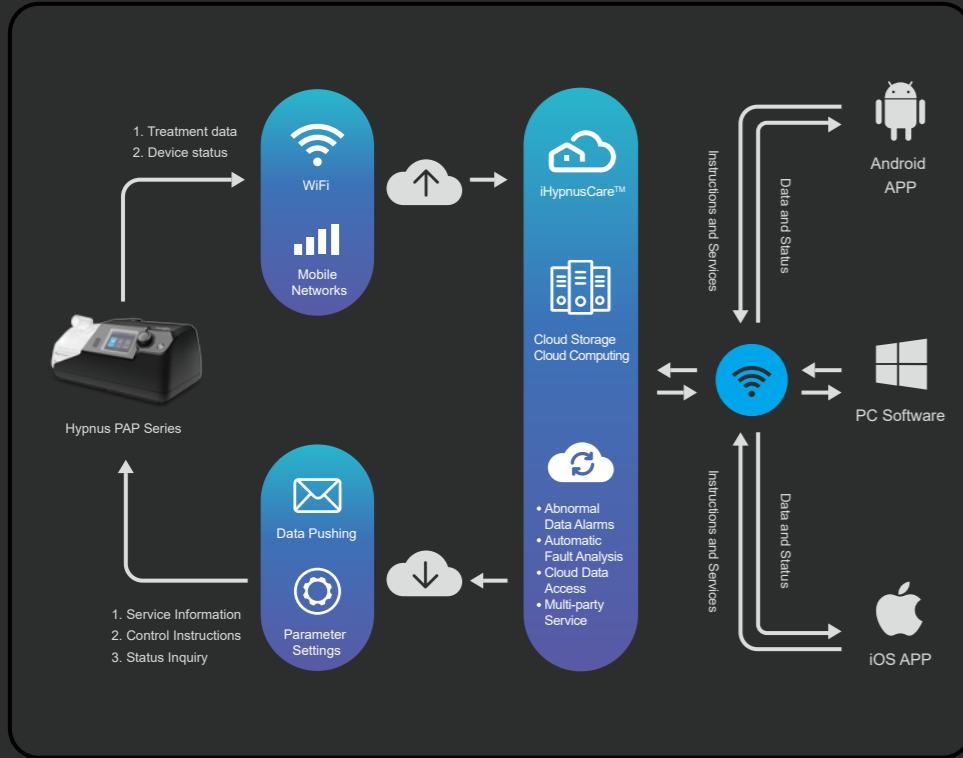 1. Treatment data
2. Device status
WiFi
Mobile
Networks
Hypnus PAP Series
Data Pushing
Parameter
Settings
1. Service Information
2. Control Instructions
3. Status Inquiry
iHypnusCare™
Cloud Storage
Cloud Computing
• Abnormal
Data Alarms
• Automatic
Fault Analysis
• Cloud Data
Access
• Multi-party
Service
Instructions and Services
Data and Status
Instructions and Services
Data and Status
Android
APP
PC Software
iOS APP